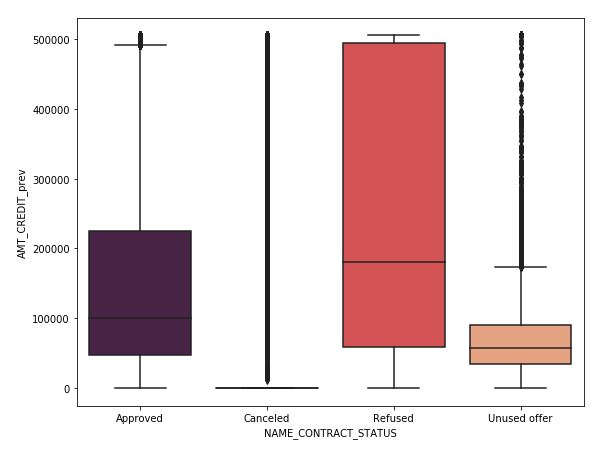 AMT_CREDIT_prev
500000
400000
300000
200000
100000
0
Approved Canceled Refused Unused offer
NAME_CONTRACT_STATUS